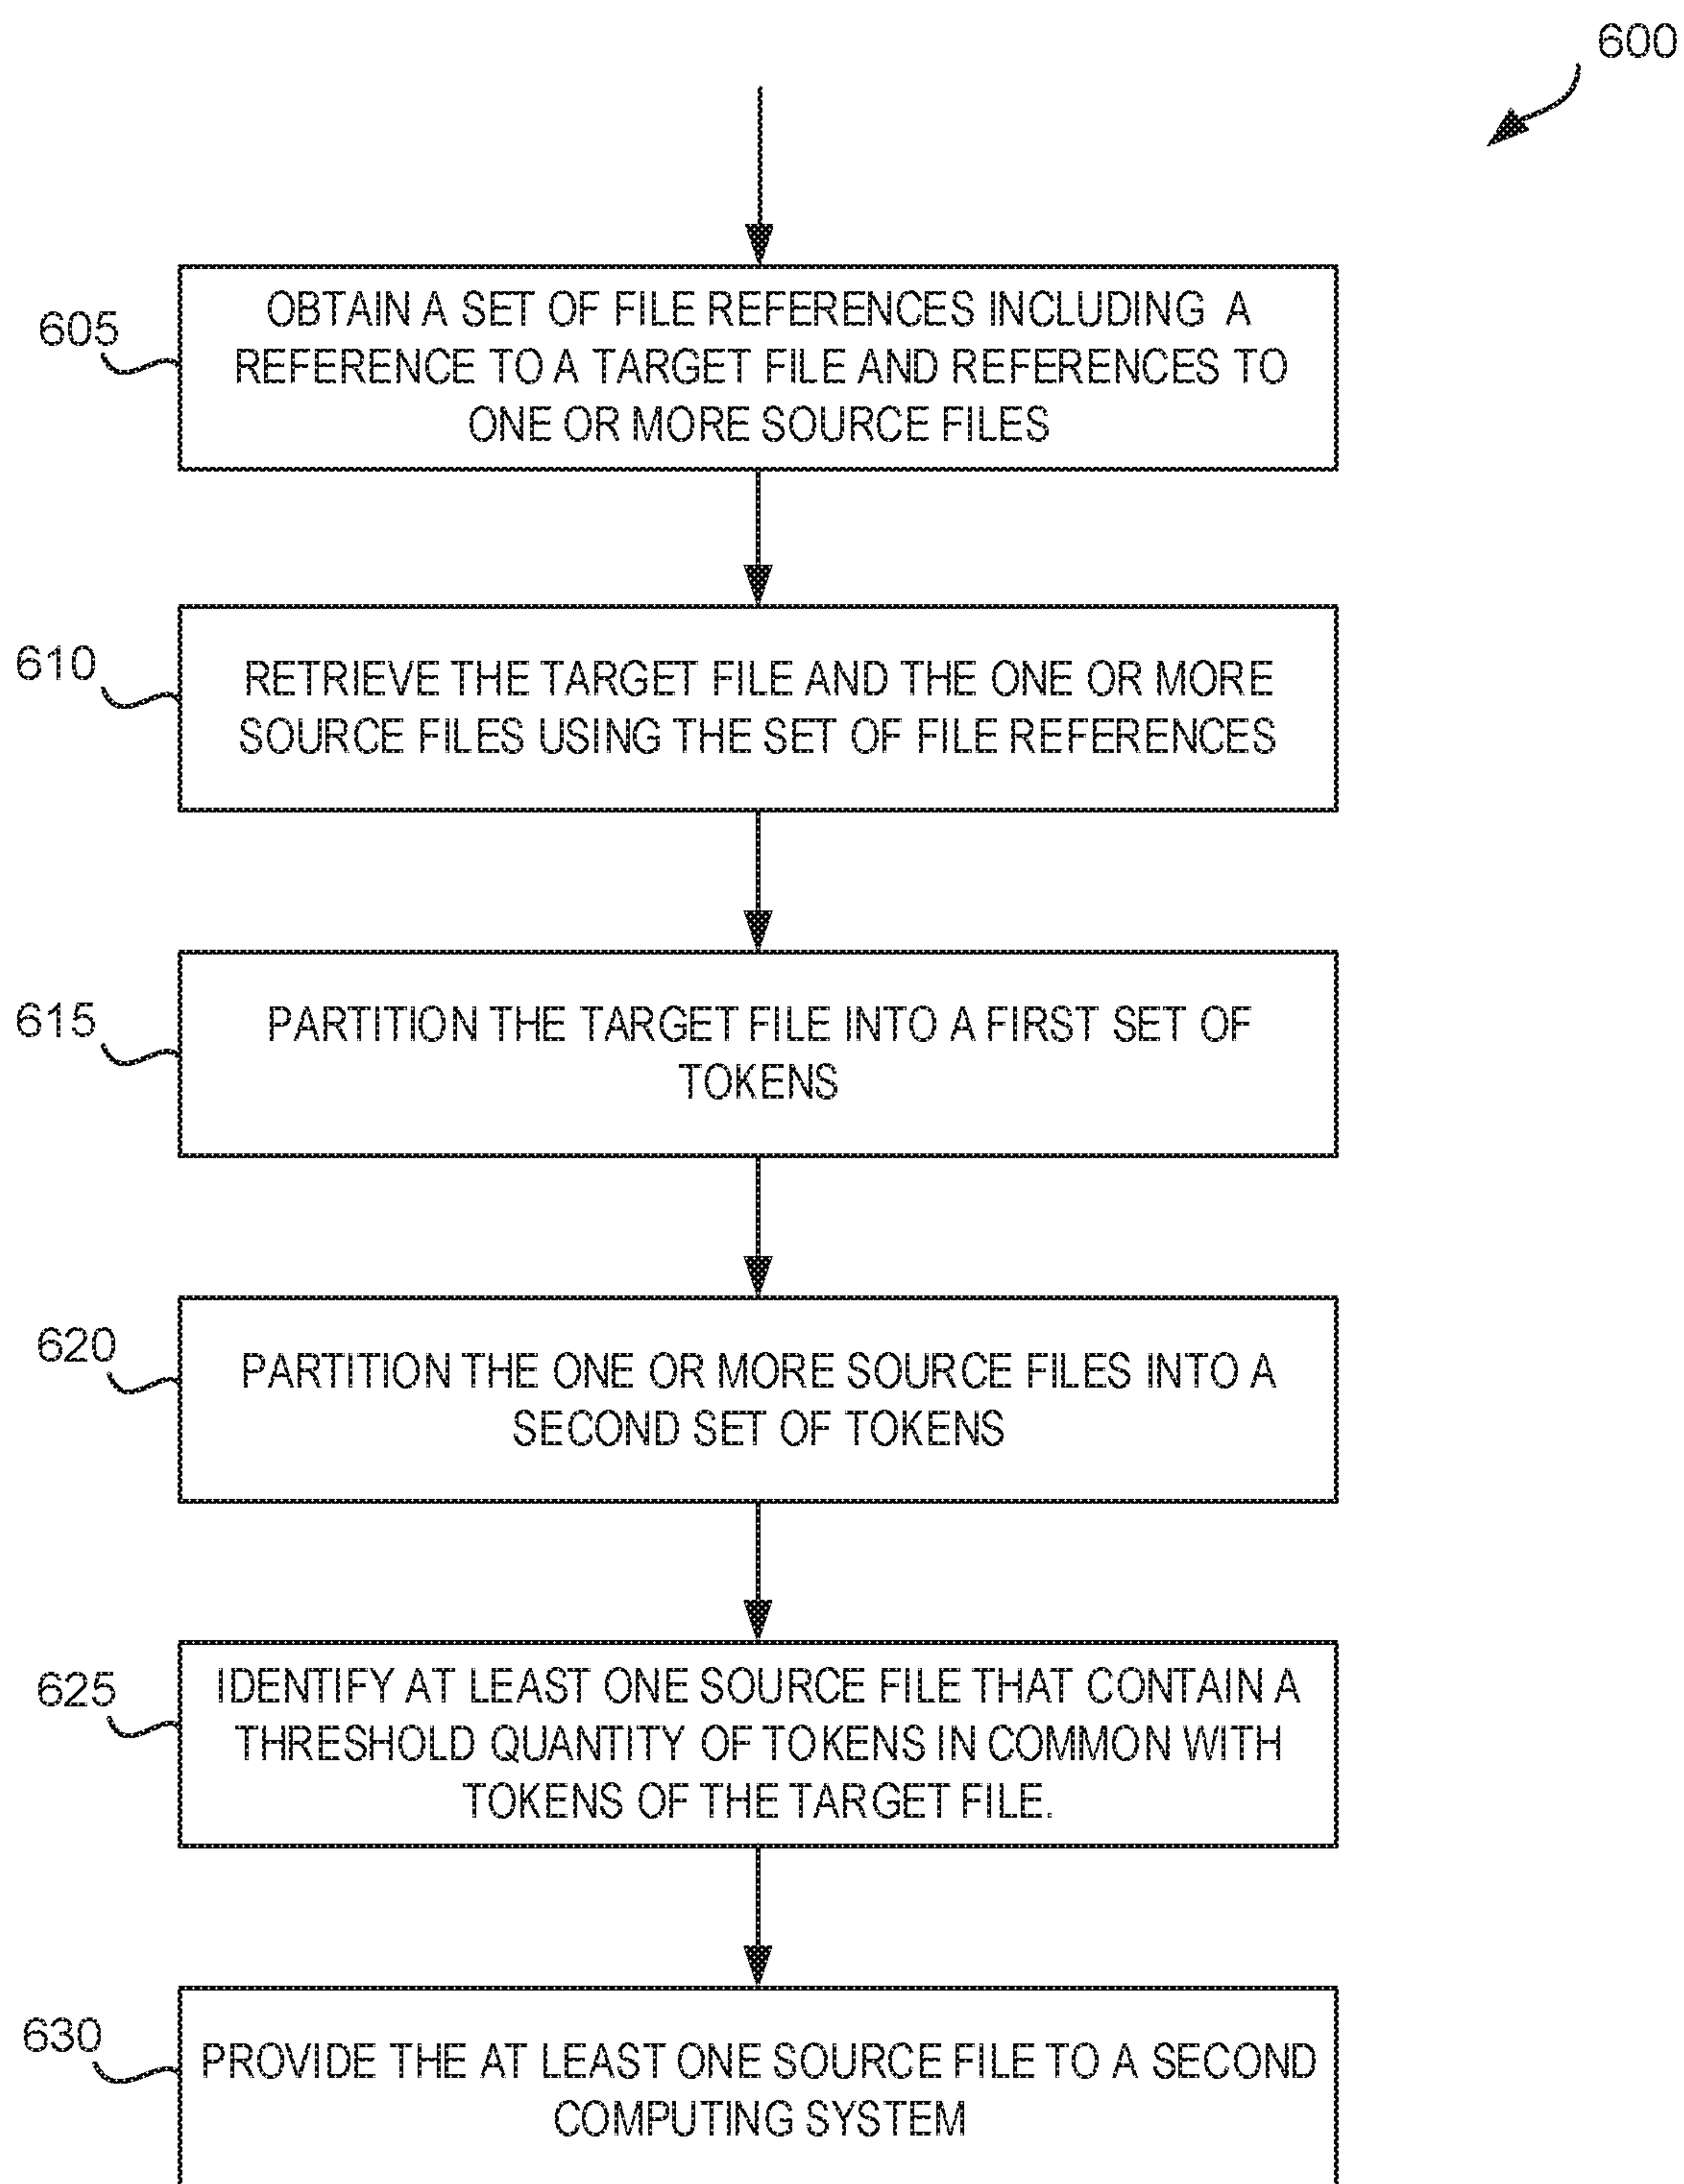 600
605
OBTAIN A SET OF FILE REFERENCES INCLUDING A
REFERENCE TO A TARGET FILE AND REFERENCES TO
ONE OR MORE SOURCE FILES
610
RETRIEVE THE TARGET FILE AND THE ONE OR MORE
SOURCE FILES USING THE SET OF FILE REFERENCES
615
PARTITION THE TARGET FILE INTO A FIRST SET OF
TOKENS
620
PARTITION THE ONE OR MORE SOURCE FILES INTO A
SECOND SET OF TOKENS
625
IDENTIFY AT LEAST ONE SOURCE FILE THAT CONTAIN A
THRESHOLD QUANTITY OF TOKENS IN COMMON WITH
TOKENS OF THE TARGET FILE.
630
PROVIDE THE AT LEAST ONE SOURCE FILE TO A SECOND
COMPUTING SYSTEM